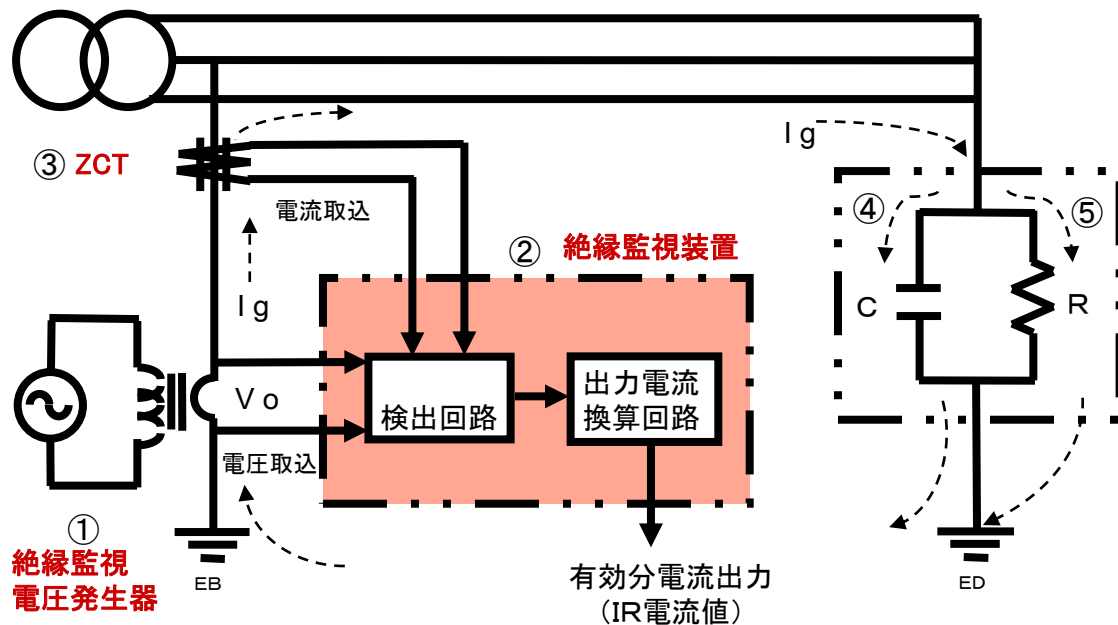 ③ ZCT
電流取込
Ig
Ig
④
⑤
② 絶縁監視装置
C
R
Vo
検出回路
出力電流
換算回路
電圧取込
①
絶縁監視
電圧発生器
EB
有効分電流出力
(IR電流値)
ED